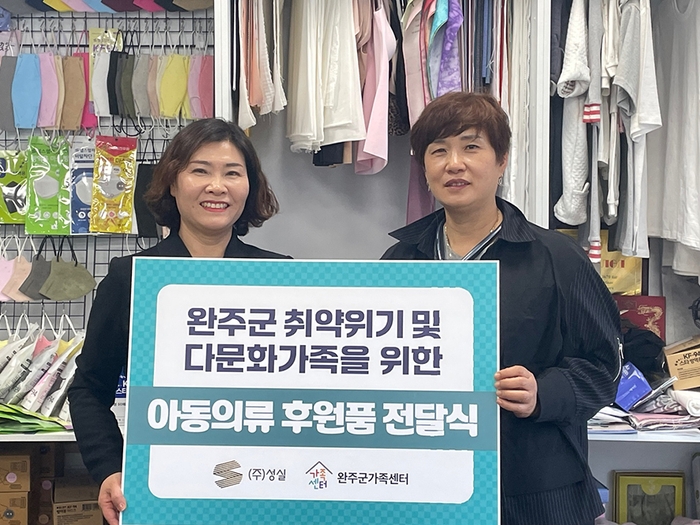 완주군 취약위기 및
다문화가족을 위한
아동의류 후원품 전달식
(주)성실
가족
센터
완주군가족센터